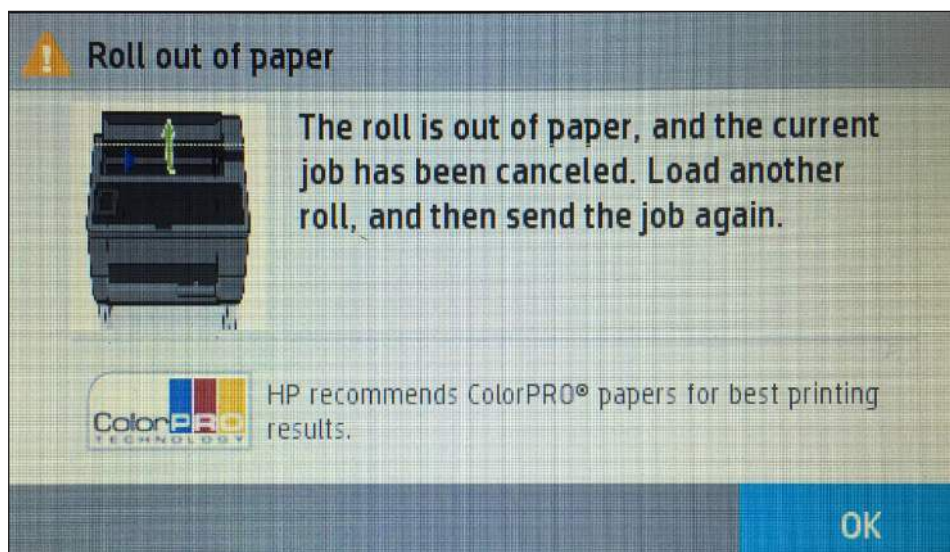 Roll out of paper
The roll is out of paper, and the current
job has been canceled. Load another
roll, and then send the job again.
ColorPRO
TECHNOLOGY
HP recommends ColorPRO® papers for best printing
results.
OK